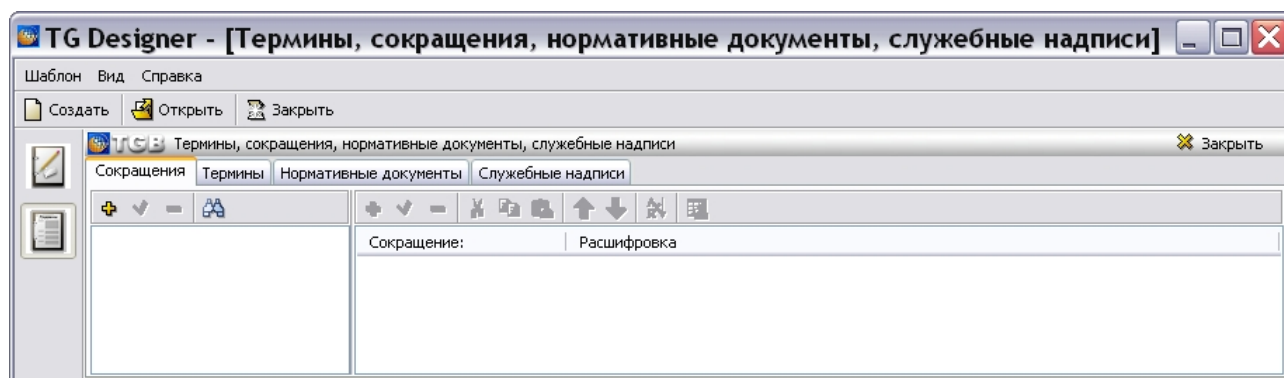 TG Designer - [Термины, сокращения, нормативные документы, служебные надписи]
Шаблон Вид Справка
Создать Открыть Закрыть
TGB Термины, сокращения, нормативные документы, служебные надписи Закрыть
Сокращения Термины Нормативные документы Служебные надписи
Сокращение: Расшифровка